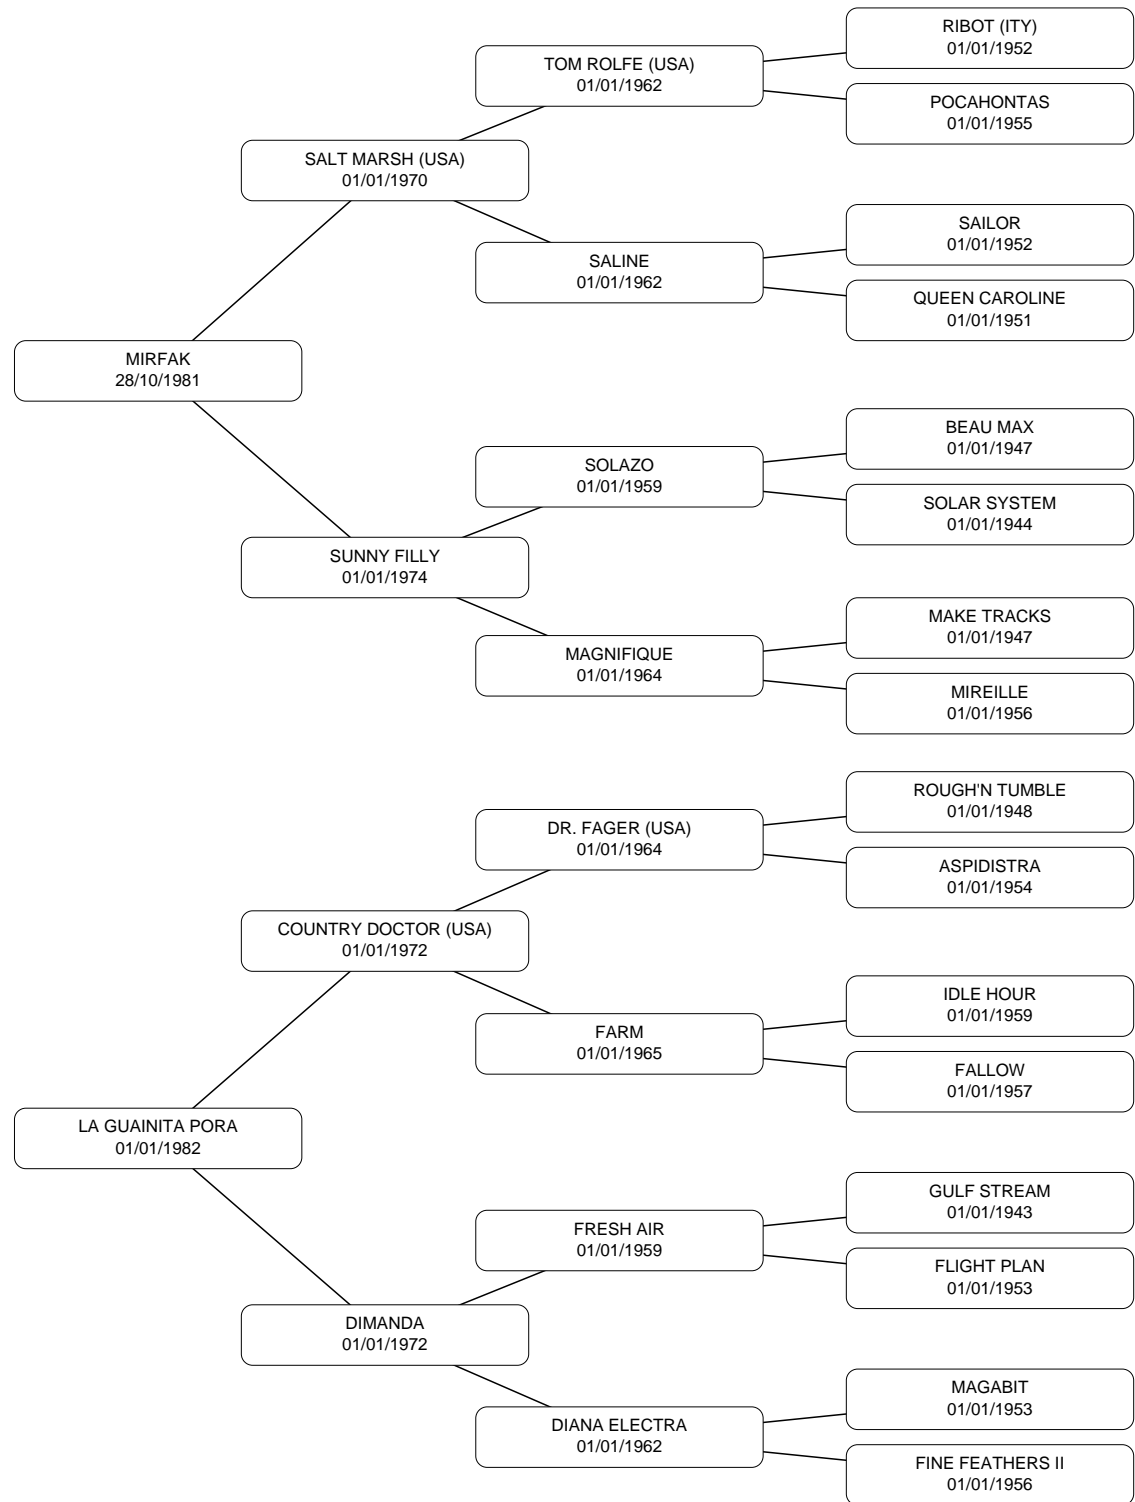 RIBOT (ITY)
01/01/1952
TOM ROLFE (USA)
01/01/1962
POCAHONTAS
01/01/1955
SALT MARSH (USA)
01/01/1970
SAILOR
01/01/1952
SALINE
01/01/1962
QUEEN CAROLINE
01/01/1951
MIRFAK
28/10/1981
BEAU MAX
01/01/1947
SOLAZO
01/01/1959
SOLAR SYSTEM
01/01/1944
SUNNY FILLY
01/01/1974
MAKE TRACKS
01/01/1947
MAGNIFIQUE
01/01/1964
MIREILLE
01/01/1956
ROUGH'N TUMBLE
01/01/1948
DR. FAGER (USA)
01/01/1964
ASPIDISTRA
01/01/1954
COUNTRY DOCTOR (USA)
01/01/1972
IDLE HOUR
01/01/1959
FARM
01/01/1965
FALLOW
01/01/1957
LA GUAINITA PORA
01/01/1982
GULF STREAM
01/01/1943
FRESH AIR
01/01/1959
FLIGHT PLAN
01/01/1953
DIMANDA
01/01/1972
MAGABIT
01/01/1953
DIANA ELECTRA
01/01/1962
FINE FEATHERS II
01/01/1956